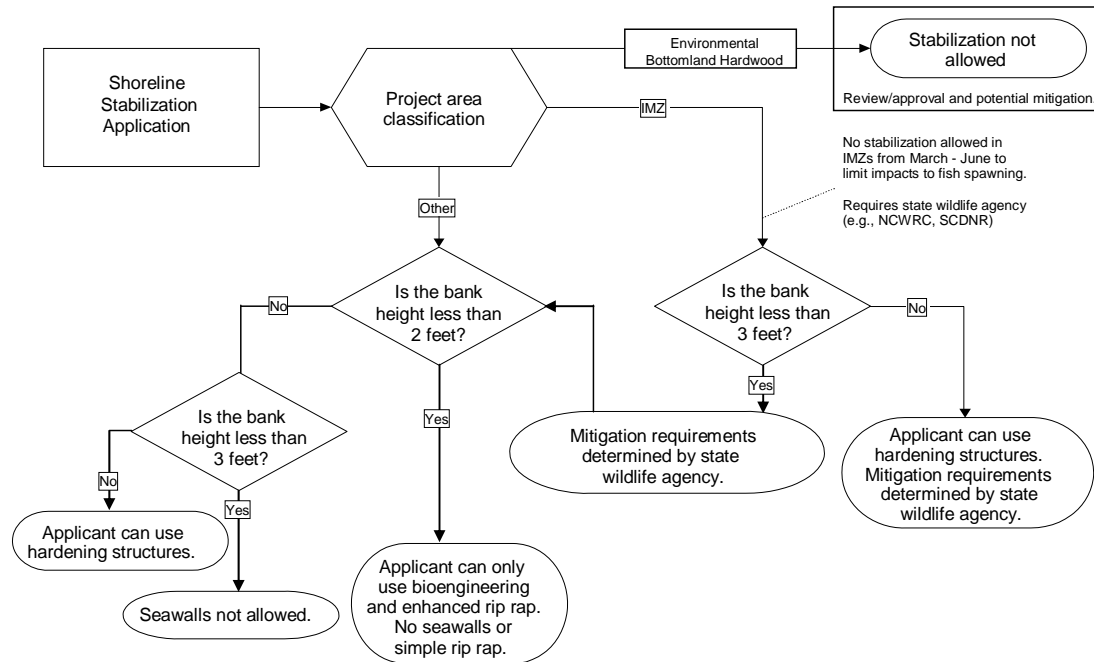 Shoreline
Stabilization
Application
Project area
classification
Environmental
Bottomland Hardwood
Stabilization not
allowed
Review/approval and potential mitigation.
IMZ
No stabilization allowed in
IMZs from March - June to
limit impacts to fish spawning.
Requires state wildlife agency
(e.g., NCWRC, SCDNR)
Other
Is the bank
height less than
2 feet?
Is the bank
height less than
3 feet?
No
No
Yes
Yes
Is the bank
height less than
3 feet?
Mitigation requirements
determined by state
wildlife agency.
Applicant can use
hardening structures.
Mitigation requirements
determined by state
wildlife agency.
No
Yes
Applicant can use
hardening structures.
Seawalls not allowed.
Applicant can only
use bioengineering
and enhanced rip rap.
No seawalls or
simple rip rap.